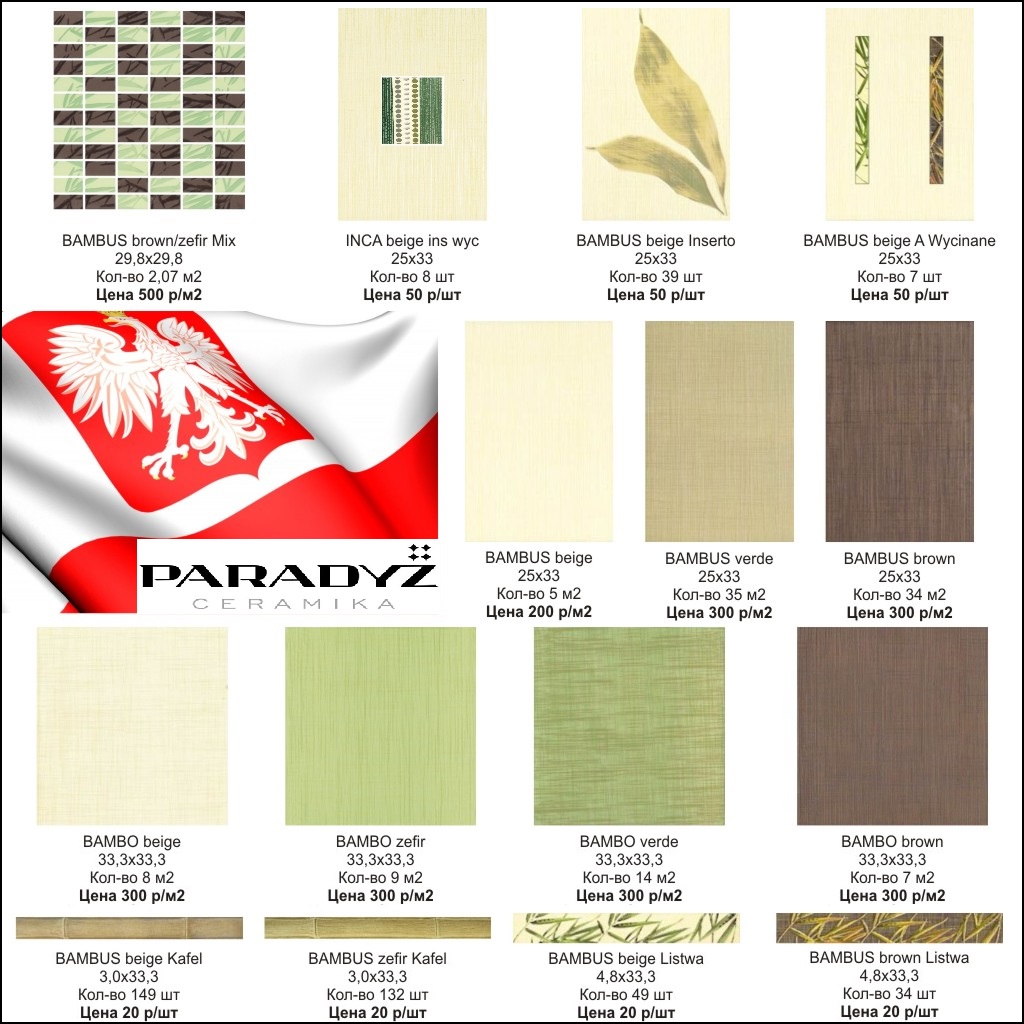 BAMBUS brown/zefir Mix
29,8x29,8
Кол-во 2,07 м2
Цена 500 р/м2
INCA beige ins wyc
25x33
Кол-во 8 шт
Цена 50 р/шт
BAMBUS beige Inserto
25x33
Кол-во 39 шт
Цена 50 р/шт
BAMBUS beige A Wycinane
25x33
Кол-во 7 шт
Цена 50 р/шт
PARADYŻ
CERAMIKA
BAMBUS beige
25x33
Кол-во 5 м2
Цена 200 р/м2
BAMBUS verde
25x33
Кол-во 35 м2
Цена 300 р/м2
BAMBUS brown
25x33
Кол-во 34 м2
Цена 300 р/м2
BAMBO beige
33,3x33,3
Кол-во 8 м2
Цена 300 р/м2
BAMBO zefir
33,3x33,3
Кол-во 9 м2
Цена 300 р/м2
BAMBO verde
33,3x33,3
Кол-во 14 м2
Цена 300 р/м2
BAMBO brown
33,3x33,3
Кол-во 7 м2
Цена 300 р/м2
BAMBUS beige Kafel
3,0x33,3
Кол-во 149 шт
Цена 20 р/шт
BAMBUS zefir Kafel
3,0x33,3
Кол-во 132 шт
Цена 20 р/шт
BAMBUS beige Listwa
4,8x33,3
Кол-во 49 шт
Цена 20 р/шт
BAMBUS brown Listwa
4,8x33,3
Кол-во 34 шт
Цена 20 р/шт